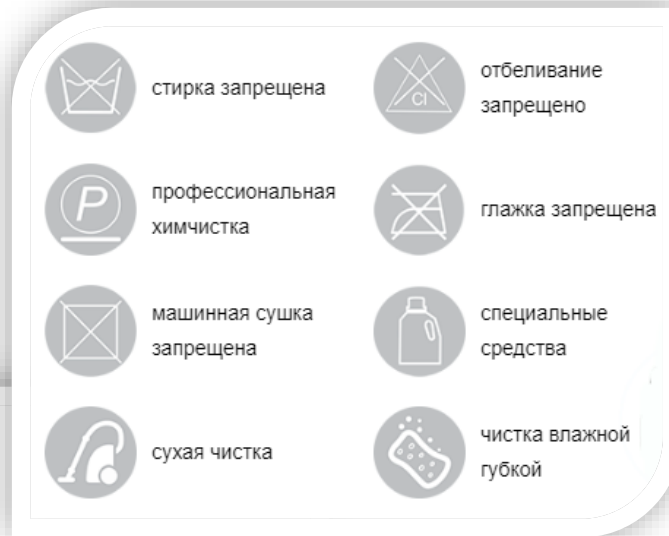 стирка запрещена
Cl
отбеливание
запрещено
P
профессиональная
химчистка
глажка запрещена
машинная сушка
запрещена
специальные
средства
сухая чистка
чистка влажной
губкой